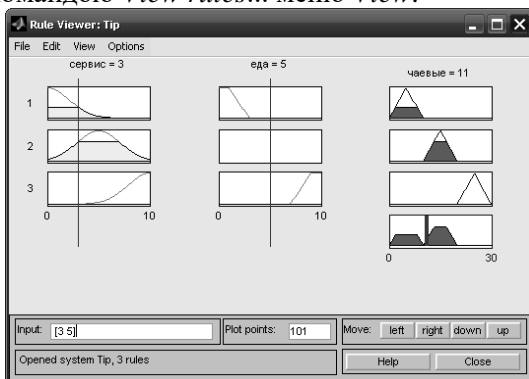 командою View rules... меню View.
Rule Viewer: Tip
File Edit View Options
сервис = 3
еда = 5
чаевые = 11
1
2
3
0 10
0 10
0 30
Input: [3 5]
Plot points: 101
Move: left right down up
Opened system Tip, 3 rules
Help Close